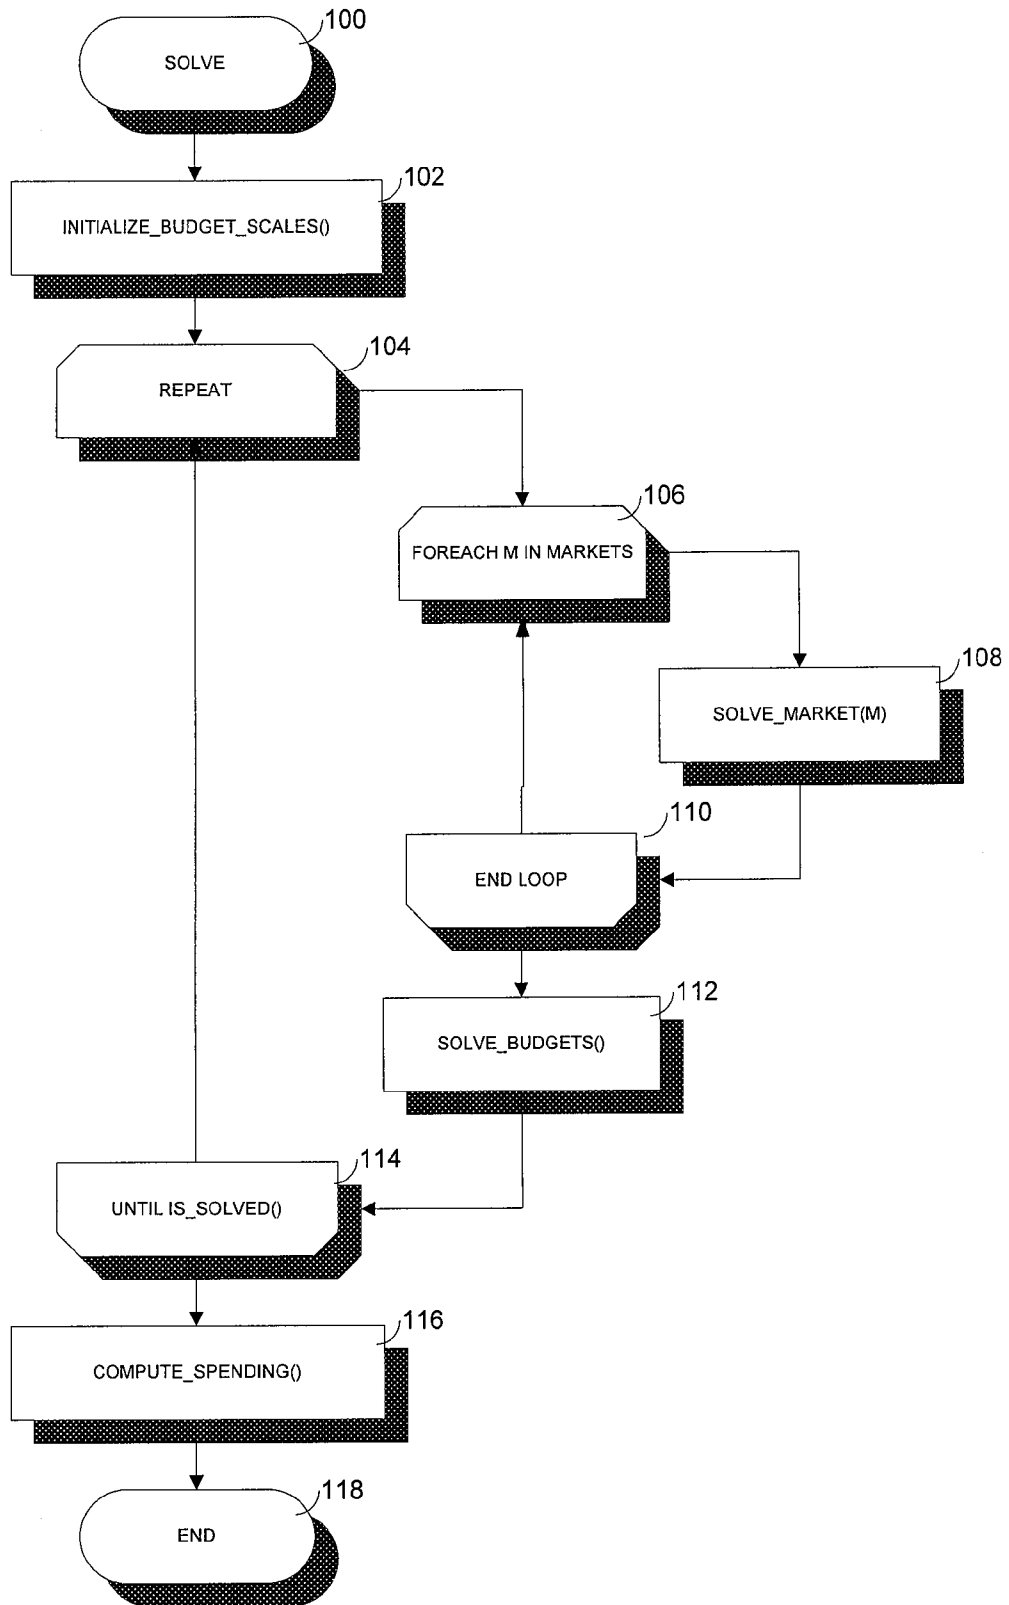 100
SOLVE
102
INITIALIZE_BUDGET_SCALES()
104
REPEAT
106
FOREACH M IN MARKETS
108
SOLVE_MARKET(M)
110
END LOOP
112
SOLVE_BUDGETS()
114
UNTIL IS_SOLVED()
116
COMPUTE_SPENDING()
118
END